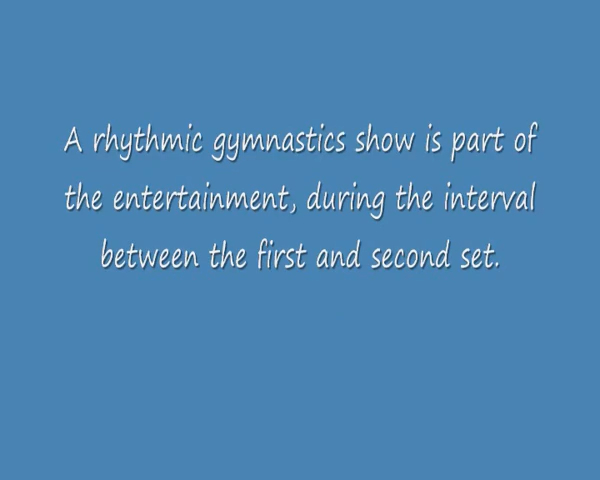 A rhythmic gymnastics show is part of
the entertainment, during the interval
between the first and second set.